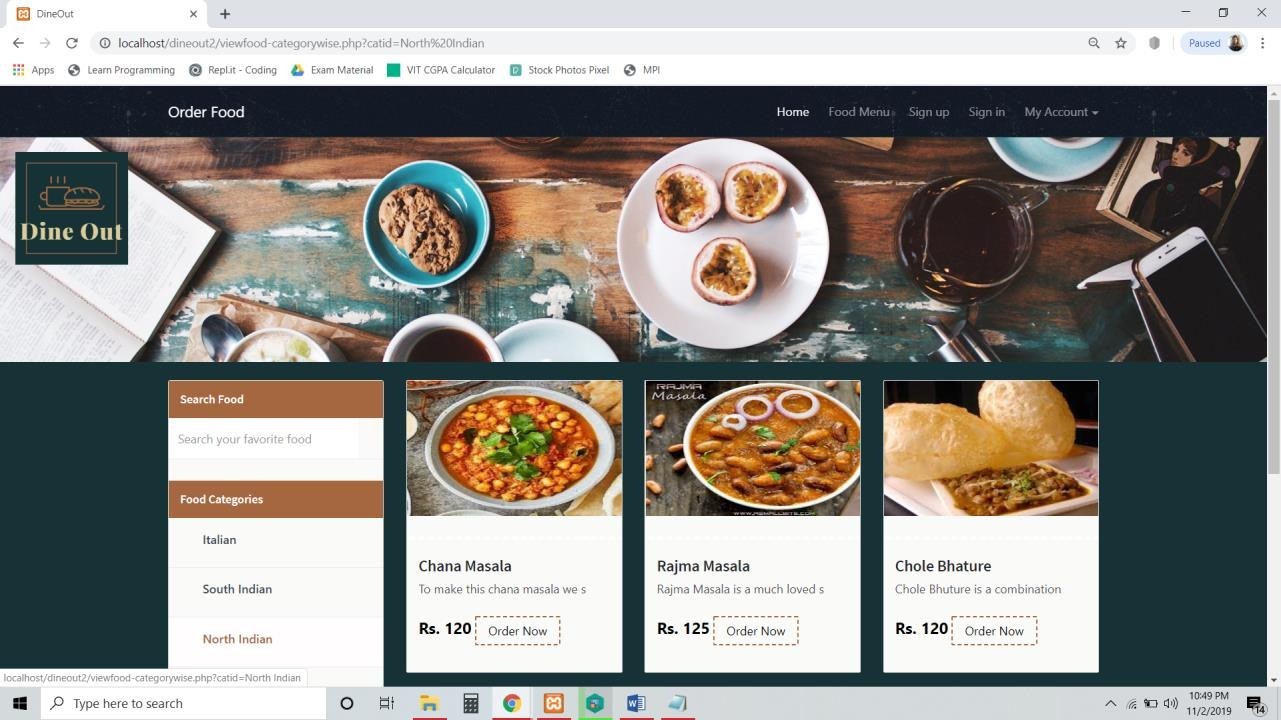 DineOut
localhost/dineout2/viewfood-categorywise.php?catid=North%20Indian
Paused
Apps
Learn Programming
Repl.it - Coding
Exam Material
VIT CGPA Calculator
Stock Photos Pixel
MPI
Order Food
Home
Food Menu
Sign up
Sign in
My Account
Dine Out
Search Food
Search your favorite food
Food Categories
Italian
South Indian
North Indian
RAJMA
Masala
Chana Masala
To make this chana masala we s
Rs. 120
Order Now
Rajma Masala
Rajma Masala is a much loved s
Rs. 125
Order Now
Chole Bhature
Chole Bhuture is a combination
Rs. 120
Order Now
localhost/dineout2/viewfood-categorywise.php?catid=North Indian
Type here to search
10:49 PM
11/2/2019
14